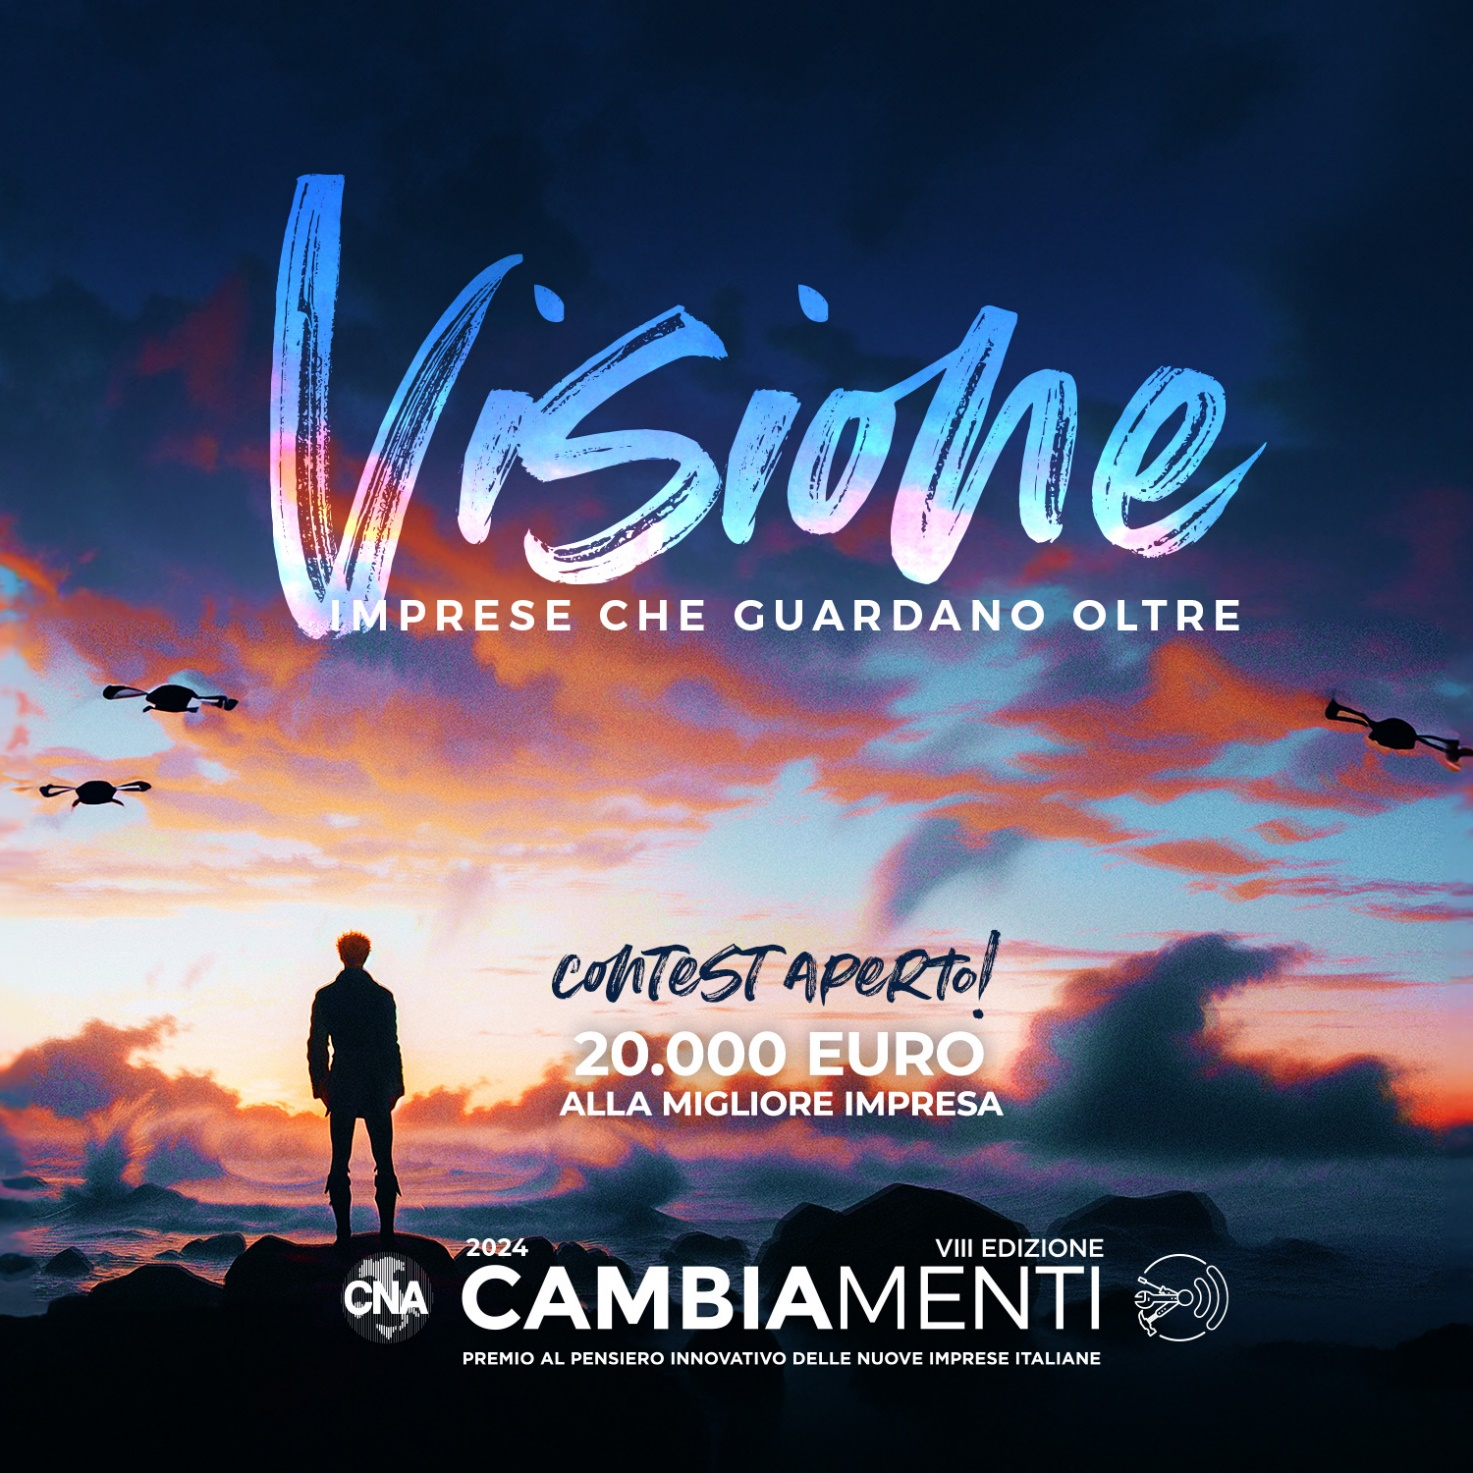 Visione
IMPRESE CHE GUARDANO OLTRE
CONTEST APERTO!
20.000 EURO
ALLA MIGLIORE IMPRESA
2024
VIII EDIZIONE
CNA
CAMBIAMENTI
PREMIO AL PENSIERO INNOVATIVO DELLE NUOVE IMPRESE ITALIANE